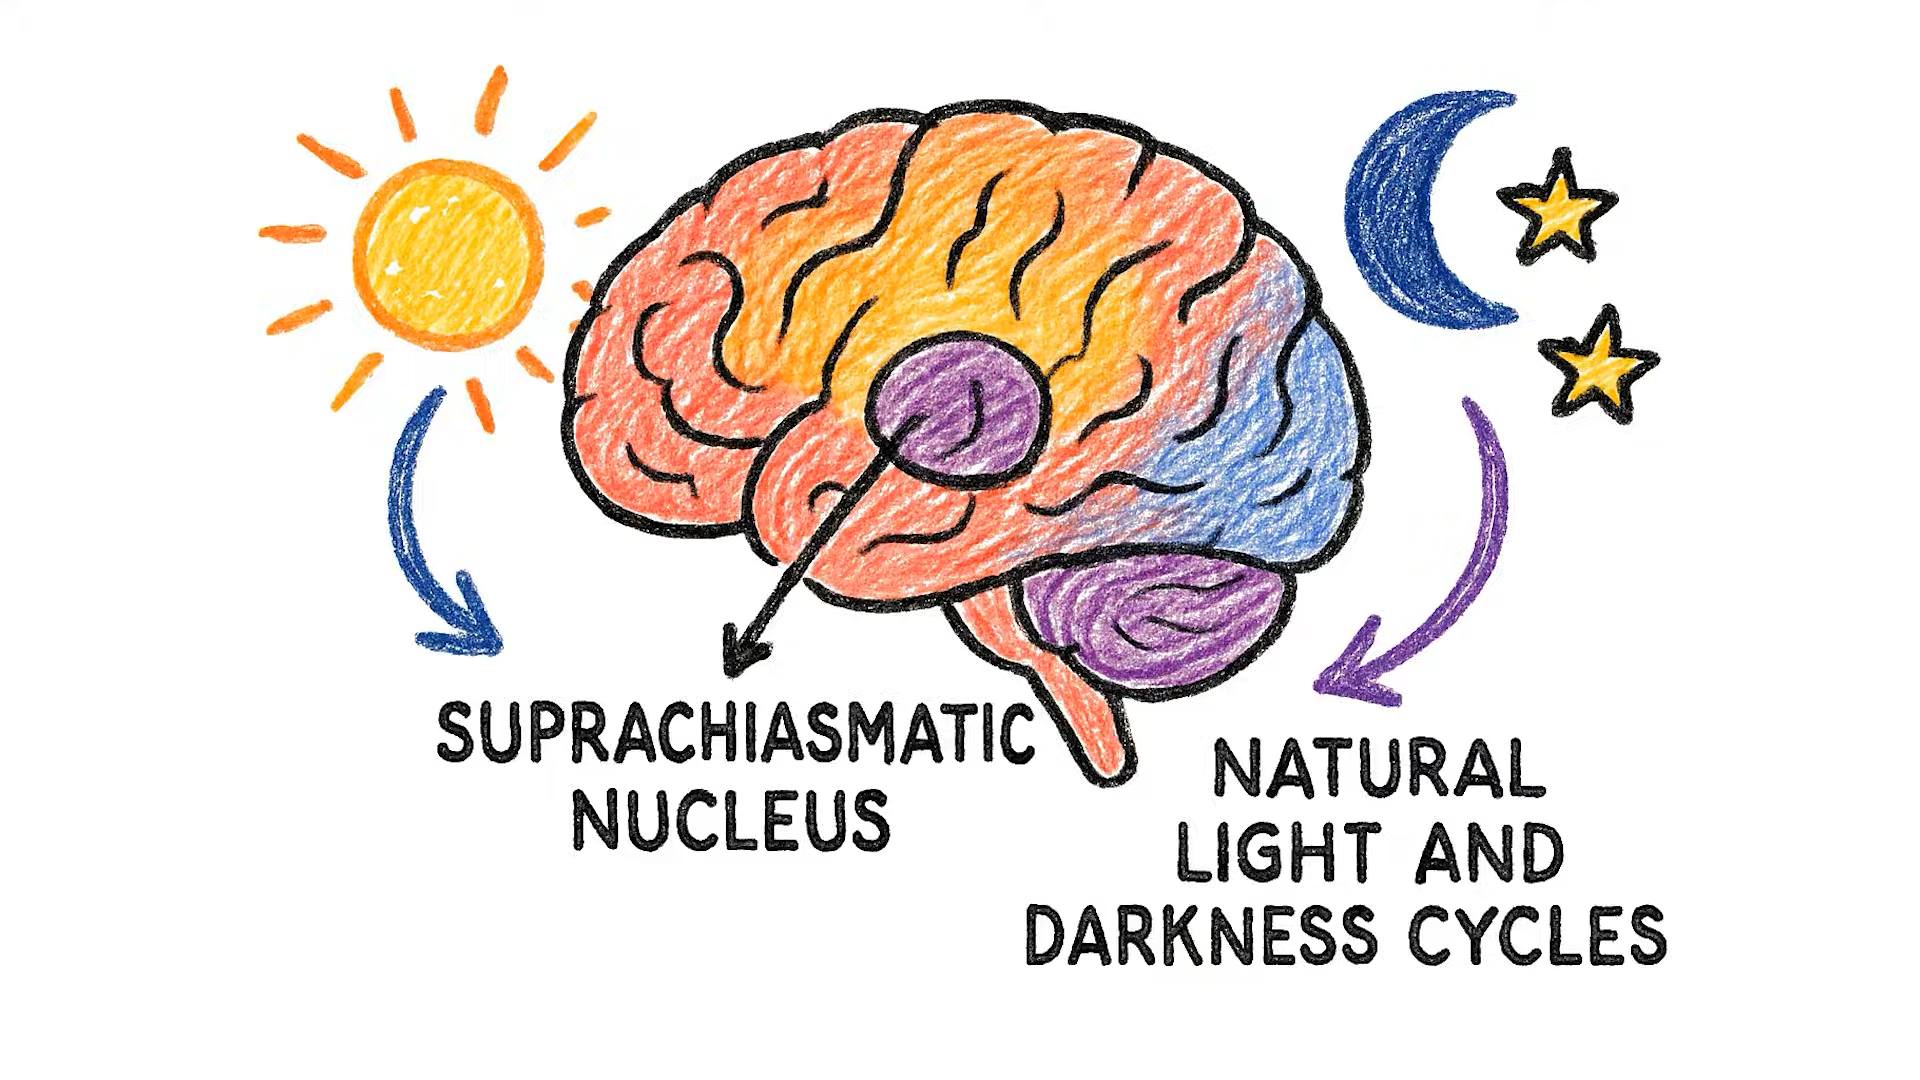 SUPRACHIASMATIC
NUCLEUS
NATURAL
LIGHT AND
DARKNESS CYCLES